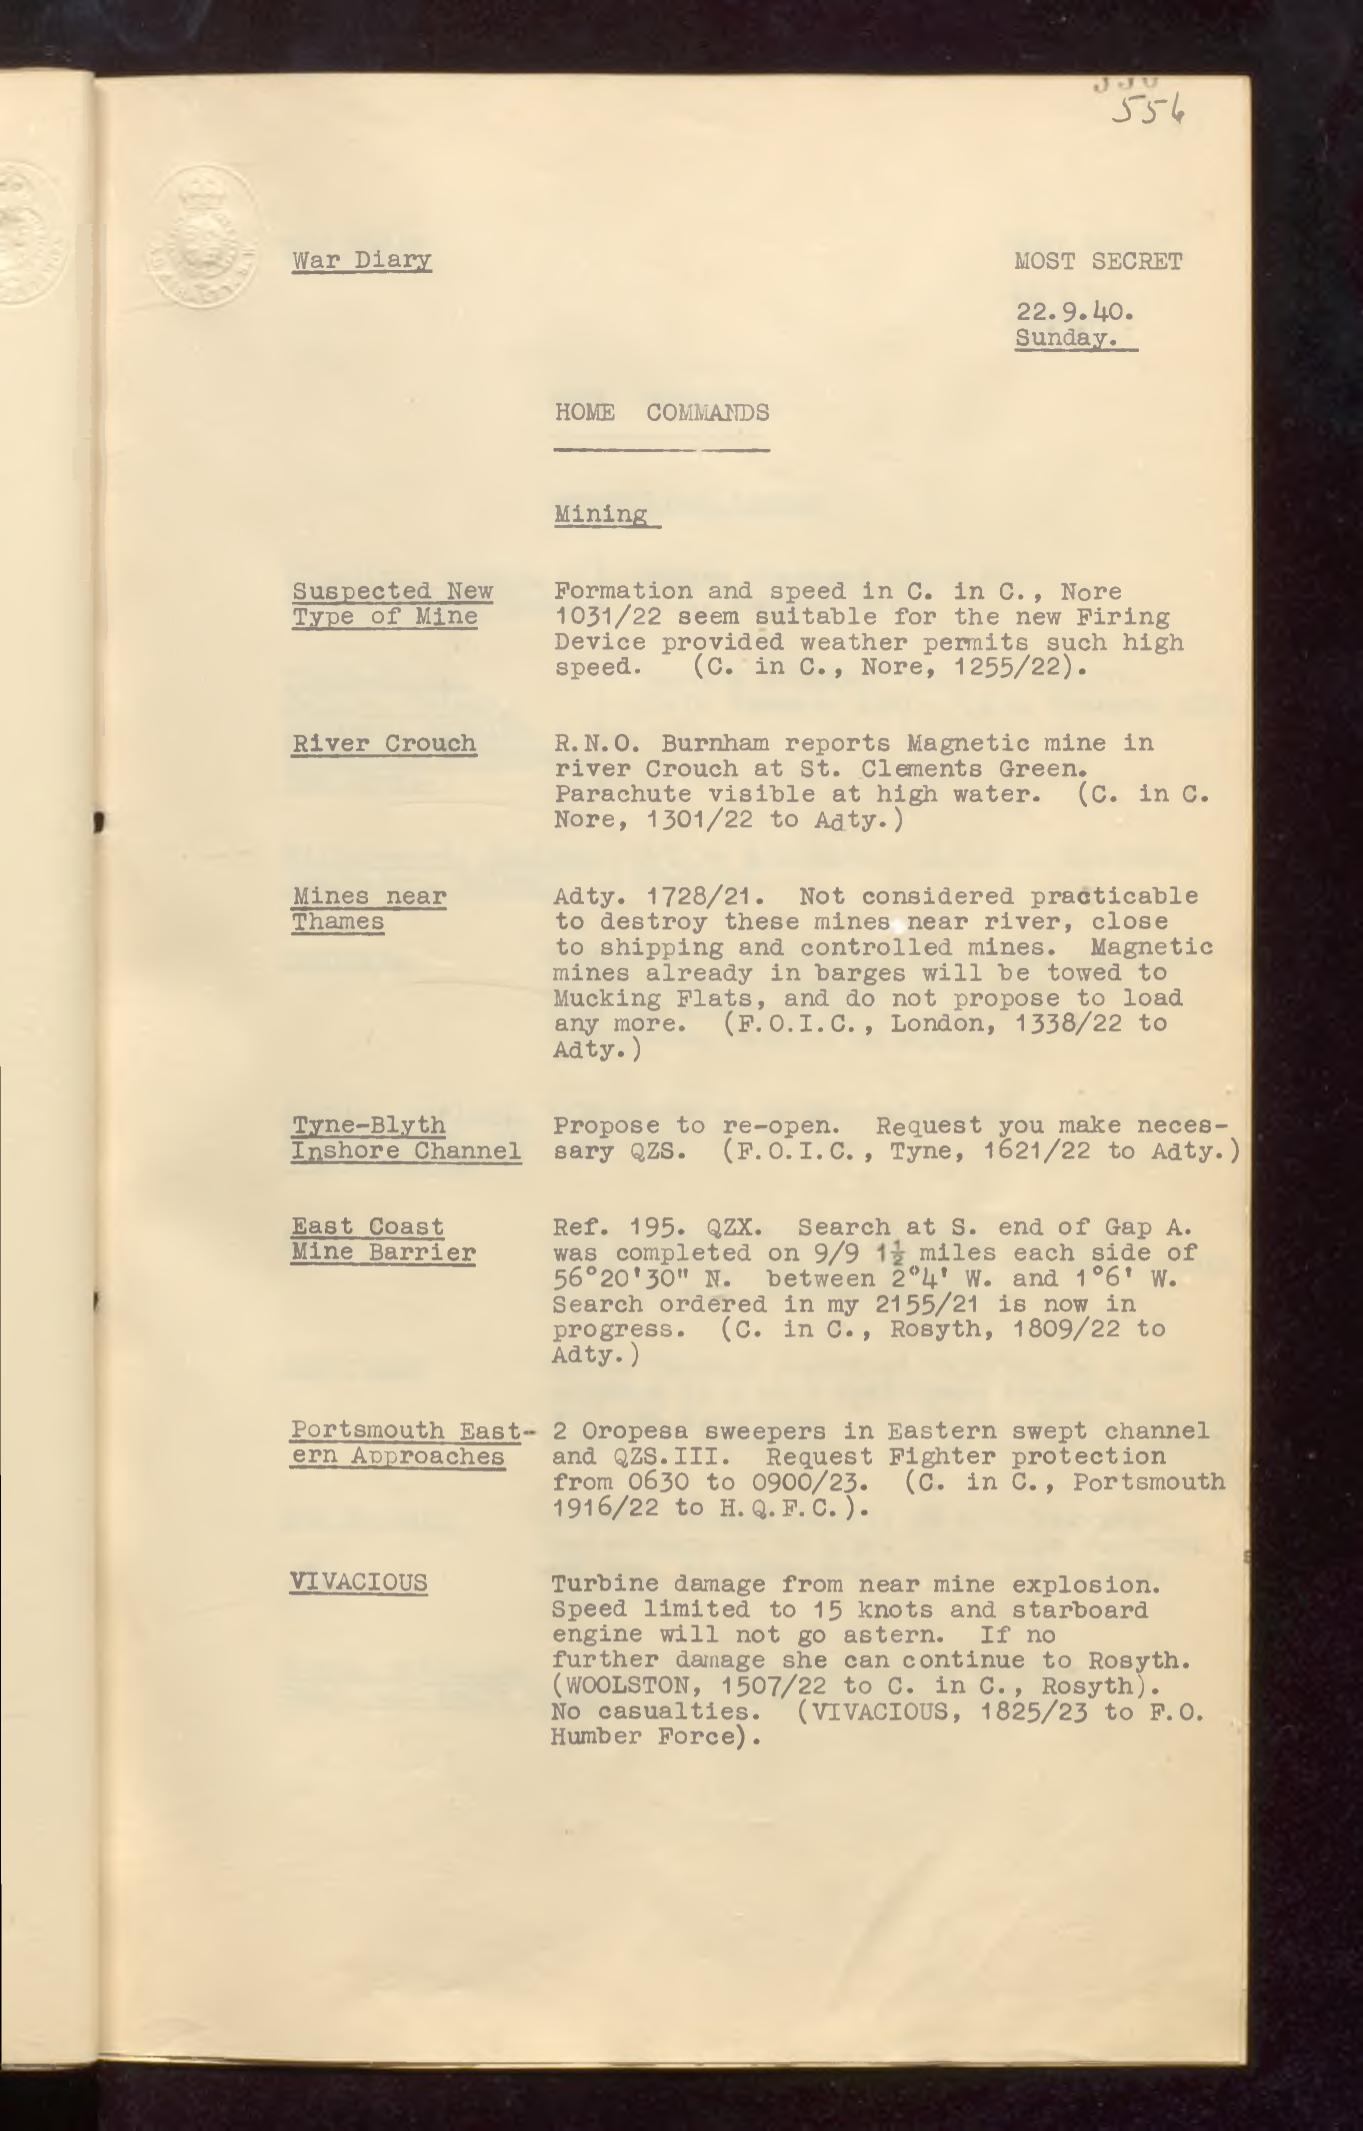 556
War Diary
MOST SECRET
22.9.40.
Sunday.
HOME COMMANDS
Mining
Suspected New
Type of Mine
Formation and speed in C. in C., Nore
1031/22 seem suitable for the new Firing
Device provided weather permits such high
speed. (C. in C., Nore, 1255/22).
River Crouch
R.N.O. Burnham reports Magnetic mine in
river Crouch at St. Clements Green.
Parachute visible at high water. (C. in C.
Nore, 1301/22 to Adty.)
Mines near
Thames
Adty. 1728/21. Not considered practicable
to destroy these mines near river, close
to shipping and controlled mines. Magnetic
mines already in barges will be towed to
Mucking Flats, and do not propose to load
any more. (F.O.I.C., London, 1338/22 to
Adty.)
Tyne-Blyth
Inshore Channel
Propose to re-open. Request you make neces-
sary QZS. (F.O.I.C., Tyne, 1621/22 to Adty.)
East Coast
Mine Barrier
Ref. 195. QZX. Search at S. end of Gap A.
was completed on 9/9 1½ miles each side of
56°20'30" N. between 2°4' W. and 1°6' W.
Search ordered in my 2155/21 is now in
progress. (C. in C., Rosyth, 1809/22 to
Adty.)
Portsmouth East-
ern Approaches
2 Oropesa sweepers in Eastern swept channel
and QZS.III. Request Fighter protection
from 0630 to 0900/23. (C. in C., Portsmouth
1916/22 to H.Q.F.C.).
VIVACIOUS
Turbine damage from near mine explosion.
Speed limited to 15 knots and starboard
engine will not go astern. If no
further damage she can continue to Rosyth.
(WOOLSTON, 1507/22 to C. in C., Rosyth).
No casualties. (VIVACIOUS, 1825/23 to F.O.
Humber Force).